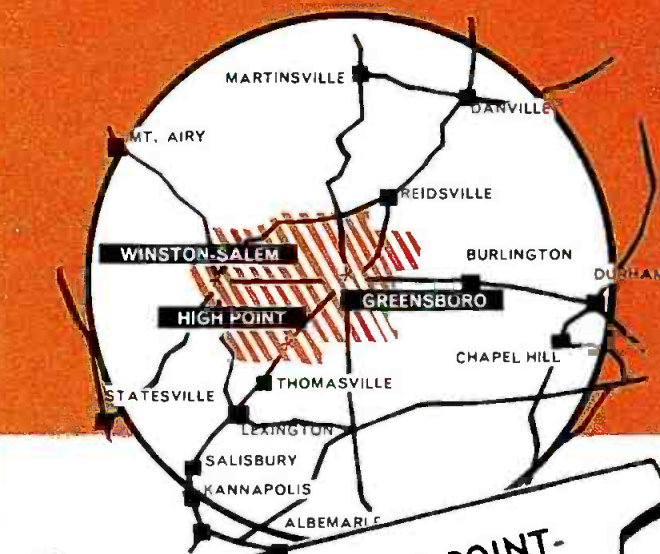 MARTINSVILLE
DANVILLE
MT. AIRY
REIDSVILLE
WINSTON-SALEM
BURLINGTON
DURHAM
GREENSBORO
HIGH POINT
CHAPEL HILL
THOMASVILLE
STATESVILLE
LEXINGTON
SALISBURY
KANNAPOLIS
ALBEMARLE
POINT-